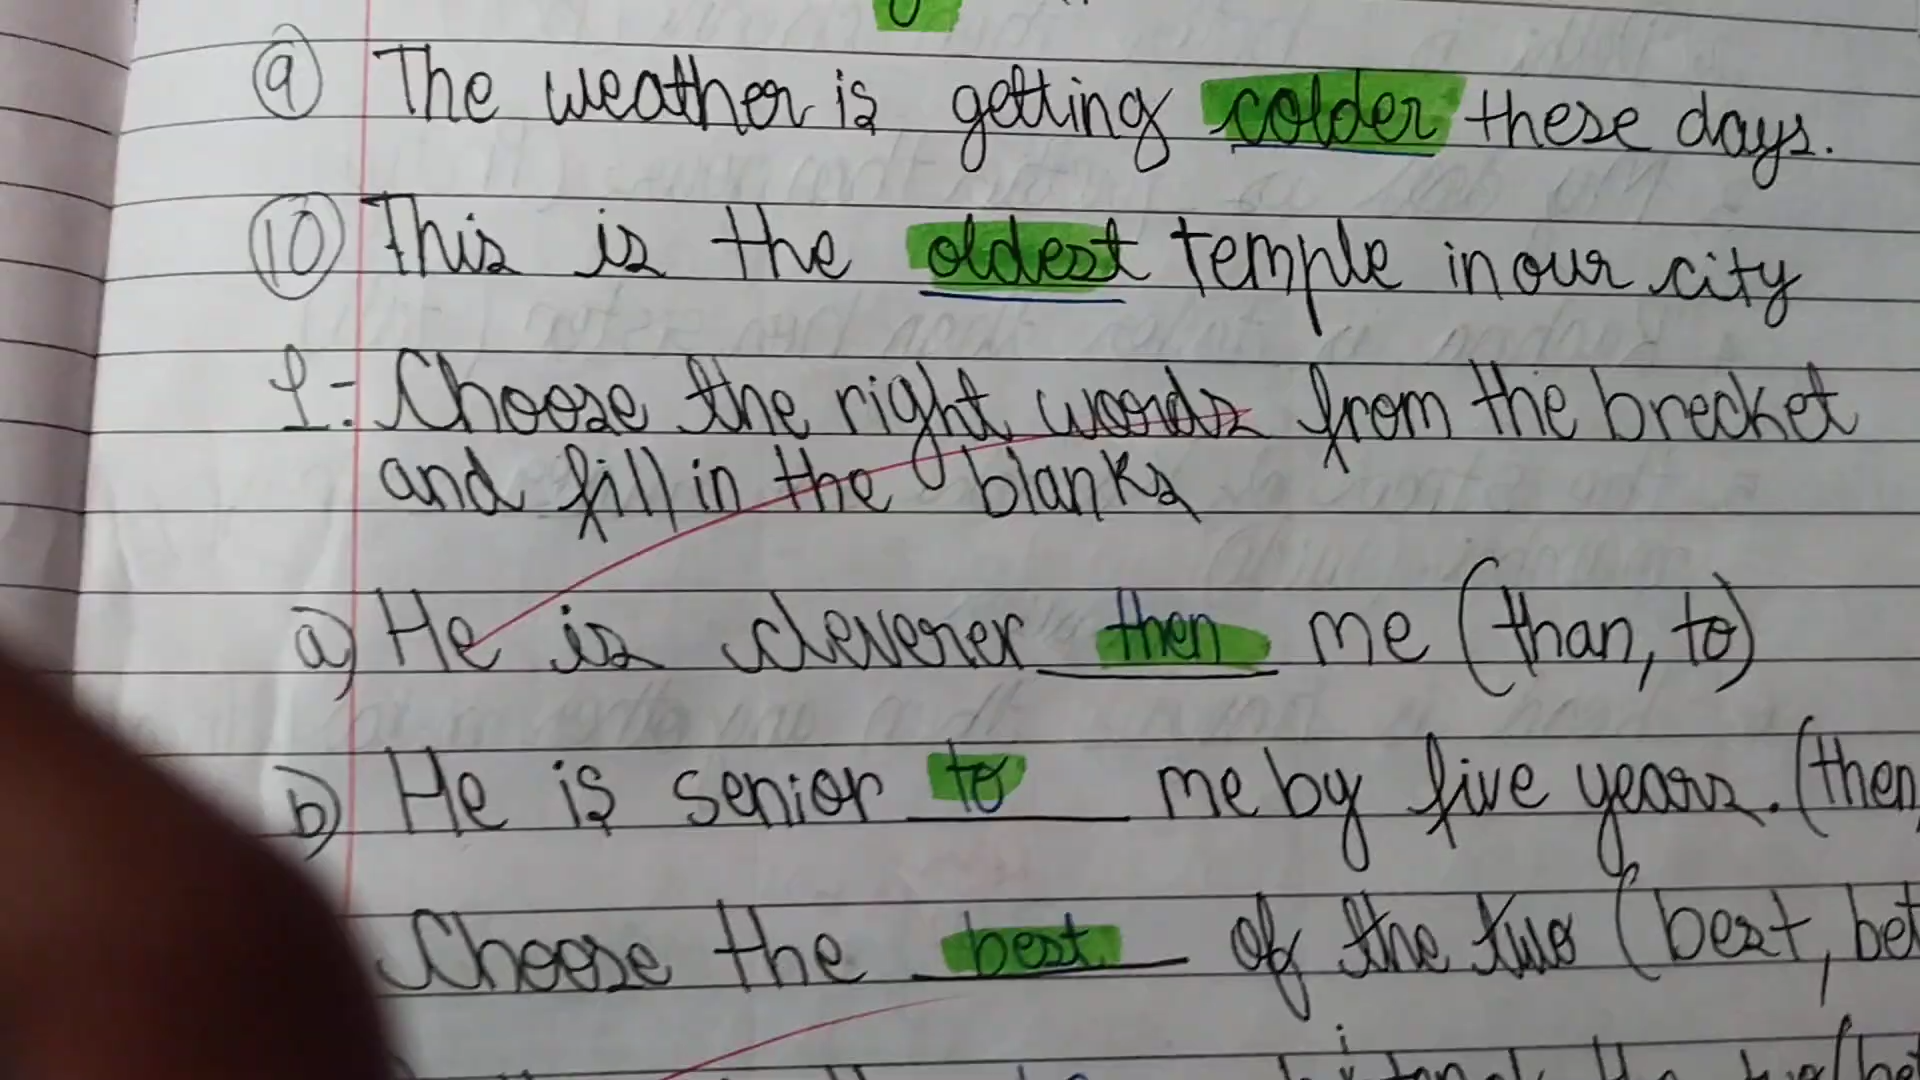 9 The weather is getting colder these days.
10 This is the oldest temple in our city
f- Choose the right words from the brecket
and fill in the blanks
a) He is cleverer then me (than, to)
b) He is senior to me by five years. (then,
Choose the best of the two (best, bet